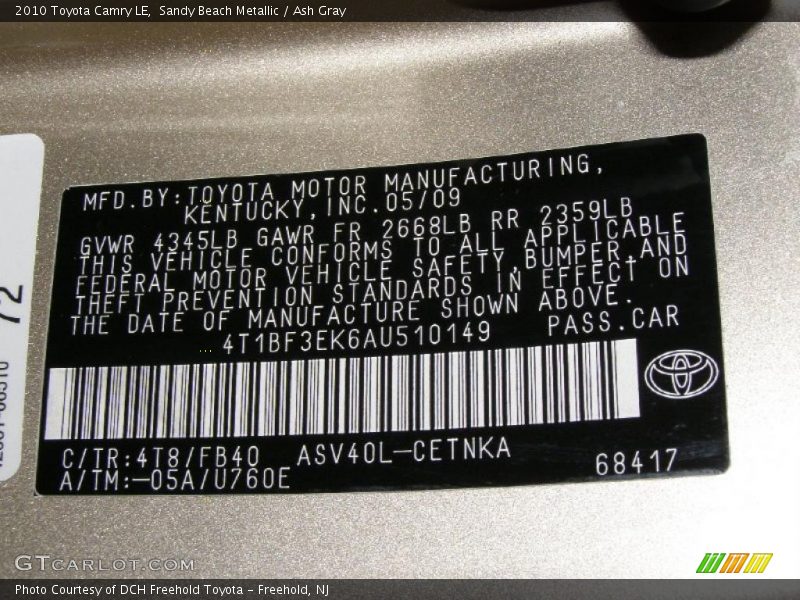 2010 Toyota Camry LE, Sandy Beach Metallic / Ash Gray
MFD.BY:TOYOTA MOTOR MANUFACTURING,
KENTUCKY,INC.05/09
GVWR 4345LB GAWR FR 2668LB RR 2359LB
THIS VEHICLE CONFORMS TO ALL APPLICABLE
FEDERAL MOTOR VEHICLE SAFETY,BUMPER,AND
THEFT PREVENTION STANDARDS IN EFFECT ON
THE DATE OF MANUFACTURE SHOWN ABOVE.
4T1BF3EK6AU510149 PASS.CAR
C/TR:4T8/FB40 ASV40L-CETNKA
A/TM:-05A/U760E 68417
72
GTCARLOT.COM
Photo Courtesy of DCH Freehold Toyota - Freehold, NJ